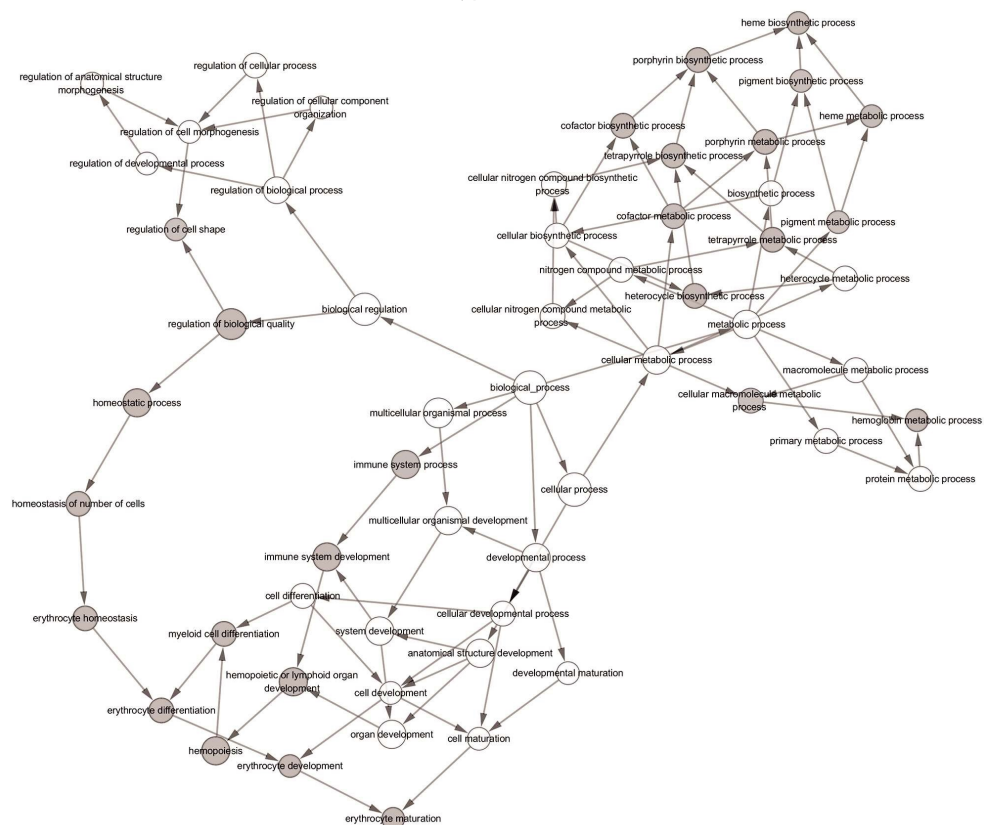 heme biosynthetic process
porphyrin biosynthetic process
regulation of cellular process
regulation of anatomical structure
morphogenesis
pigment biosynthetic process
regulation of cellular component
organization
heme metabolic process
cofactor biosynthetic process
regulation of cell morphogenesis
porphyrin metabolic process
tetrapyrrole biosynthetic process
regulation of developmental process
cellular nitrogen compound biosynthetic
process
regulation of biological process
biosynthetic process
cofactor metabolic process
pigment metabolic process
regulation of cell shape
cellular biosynthetic process
tetrapyrrole metabolic process
nitrogen compound metabolic process
heterocycle metabolic process
heterocycle biosynthetic process
biological regulation
cellular nitrogen compound metabolic
process
regulation of biological quality
metabolic process
cellular metabolic process
macromolecule metabolic process
biological_process
cellular macromolecule metabolic
process
homeostatic process
multicellular organismal process
hemoglobin metabolic process
primary metabolic process
immune system process
protein metabolic process
cellular process
homeostasis of number of cells
multicellular organismal development
immune system development
developmental process
cell differentiation
cellular developmental process
erythrocyte homeostasis
myeloid cell differentiation
system development
anatomical structure development
hemopoietic or lymphoid organ
development
developmental maturation
cell development
erythrocyte differentiation
organ development
cell maturation
hemopoiesis
erythrocyte development
erythrocyte maturation